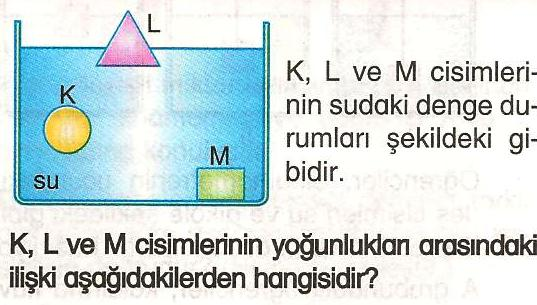 L
K
M
su
K, L ve M cisimleri-
nin sudaki denge du-
rumları şekildeki gi-
bidir.
K, L ve M cisimlerinin yoğunlukları arasındaki
ilişki aşağıdakilerden hangisidir?